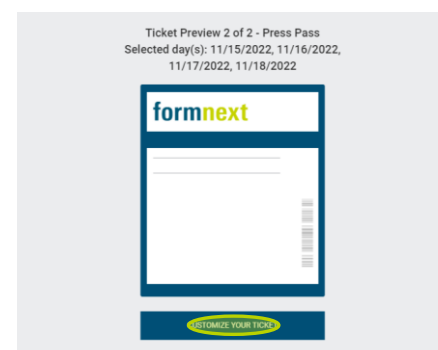 Ticket Preview 2 of 2 - Press Pass
Selected day(s): 11/15/2022, 11/16/2022,
11/17/2022, 11/18/2022
formnext
CUSTOMIZE YOUR TICKET